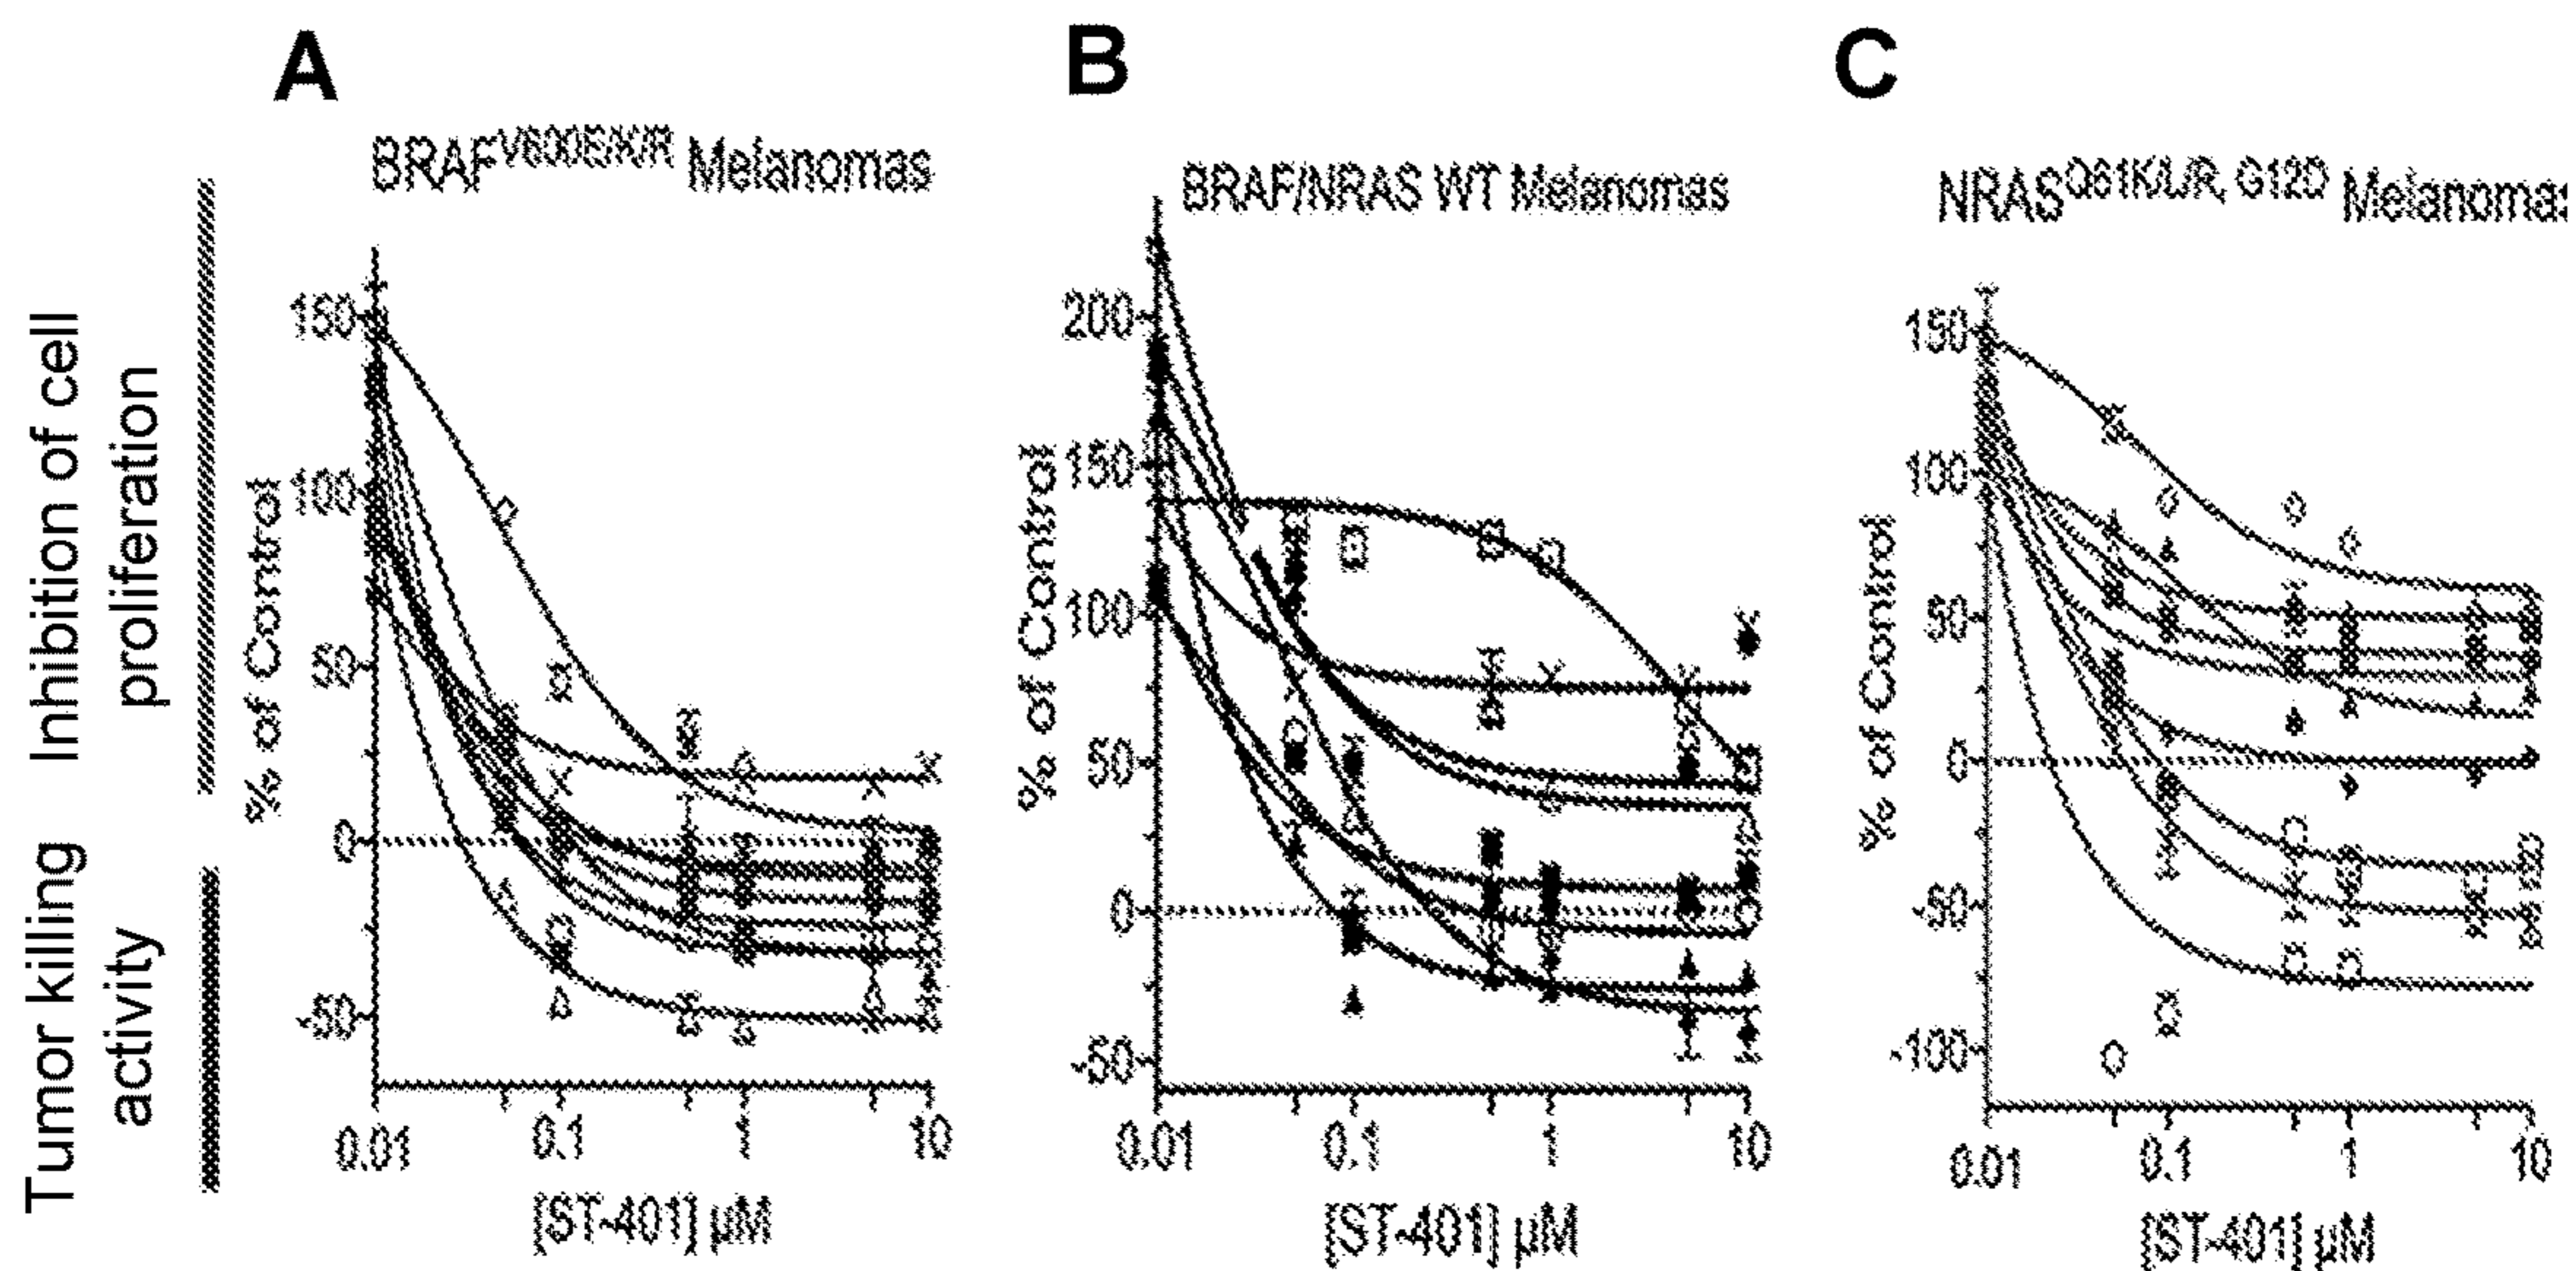 A
B
C
Inhibition of cell
proliferation
Tumor killing
activity
BRAFV600E/K/R Melanomas
% of Control
150
100
50
0
-50
0.01
0.1
1
10
[ST-401] µM
BRAF/NRAS WT Melanomas
% of Control
200
150
100
50
0
-50
0.01
0.1
1
10
[ST-401] µM
NRASQ61K/L/R, G12D Melanomas
% of Control
150
100
50
0
-50
-100
0.01
0.1
1
10
[ST-401] µM